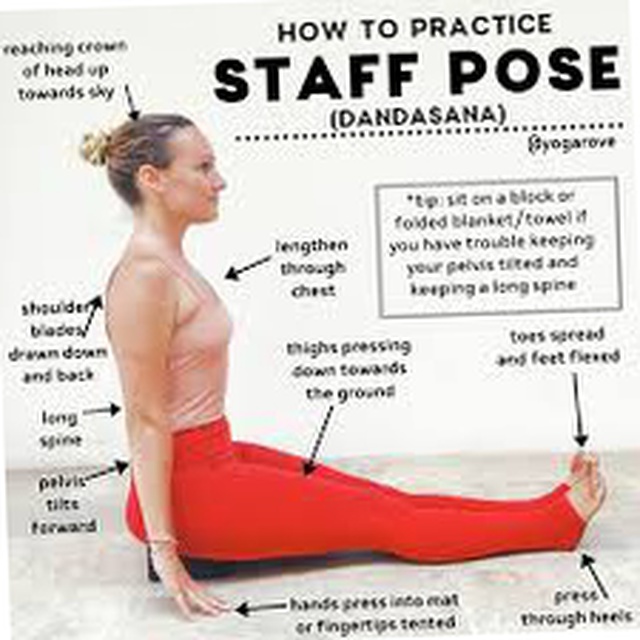 HOW TO PRACTICE
STAFF POSE
(DANDASANA)
@yogarove
reaching crown
of head up
towards sky
*tip: sit on a block or
folded blanket/towel if
you have trouble keeping
your pelvis tilted and
keeping a long spine
lengthen
through
chest
shoulder
blades
drawn down
and back
thighs pressing
down towards
the ground
toes spread
and feet flexed
long
spine
pelvis
tilts
forward
hands press into mat
or fingertips tented
press
through heels